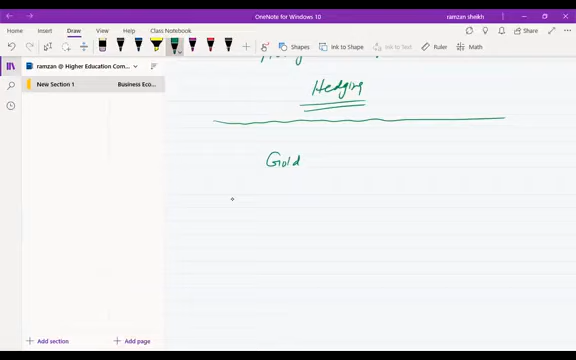 OneNote for Windows 10
ramzan sheikh
Home Insert Draw View Help Class Notebook
Share
Shapes Ink to Shape Ink to Text Ruler Math
ramzan @ Higher Education Com...
New Section 1 Business Eco...
Hedging
Gold
Add section Add page